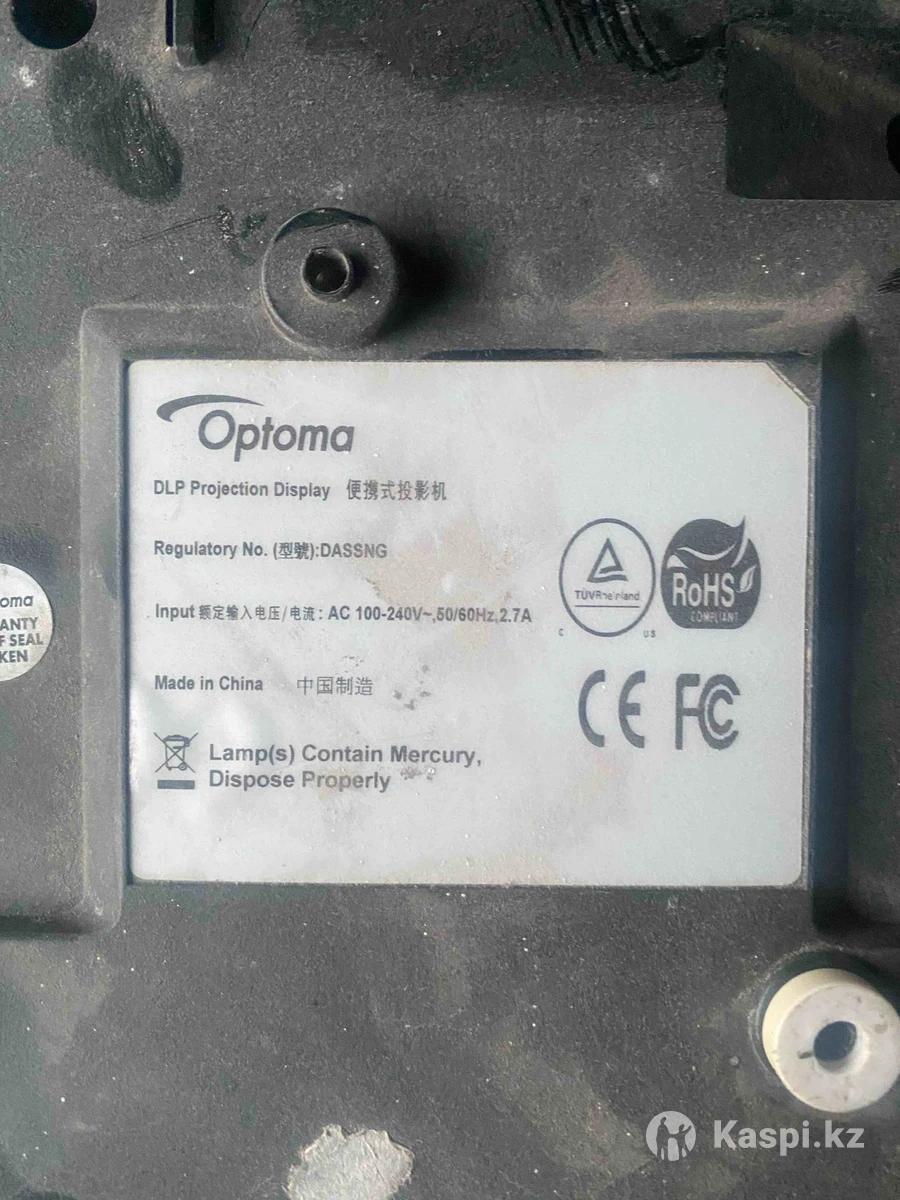 Optoma
DLP Projection Display 便携式投影机
Regulatory No. (型號):DASSNG
Input 额定输入电压/电流: AC 100-240V~,50/60Hz,2.7A
TÜVRheinland
C US
RoHS
COMPLIANT
Made in China 中国制造
CE FC
Lamp(s) Contain Mercury,
Dispose Properly
oma
ANTY
F SEAL
KEN
Kaspi.kz